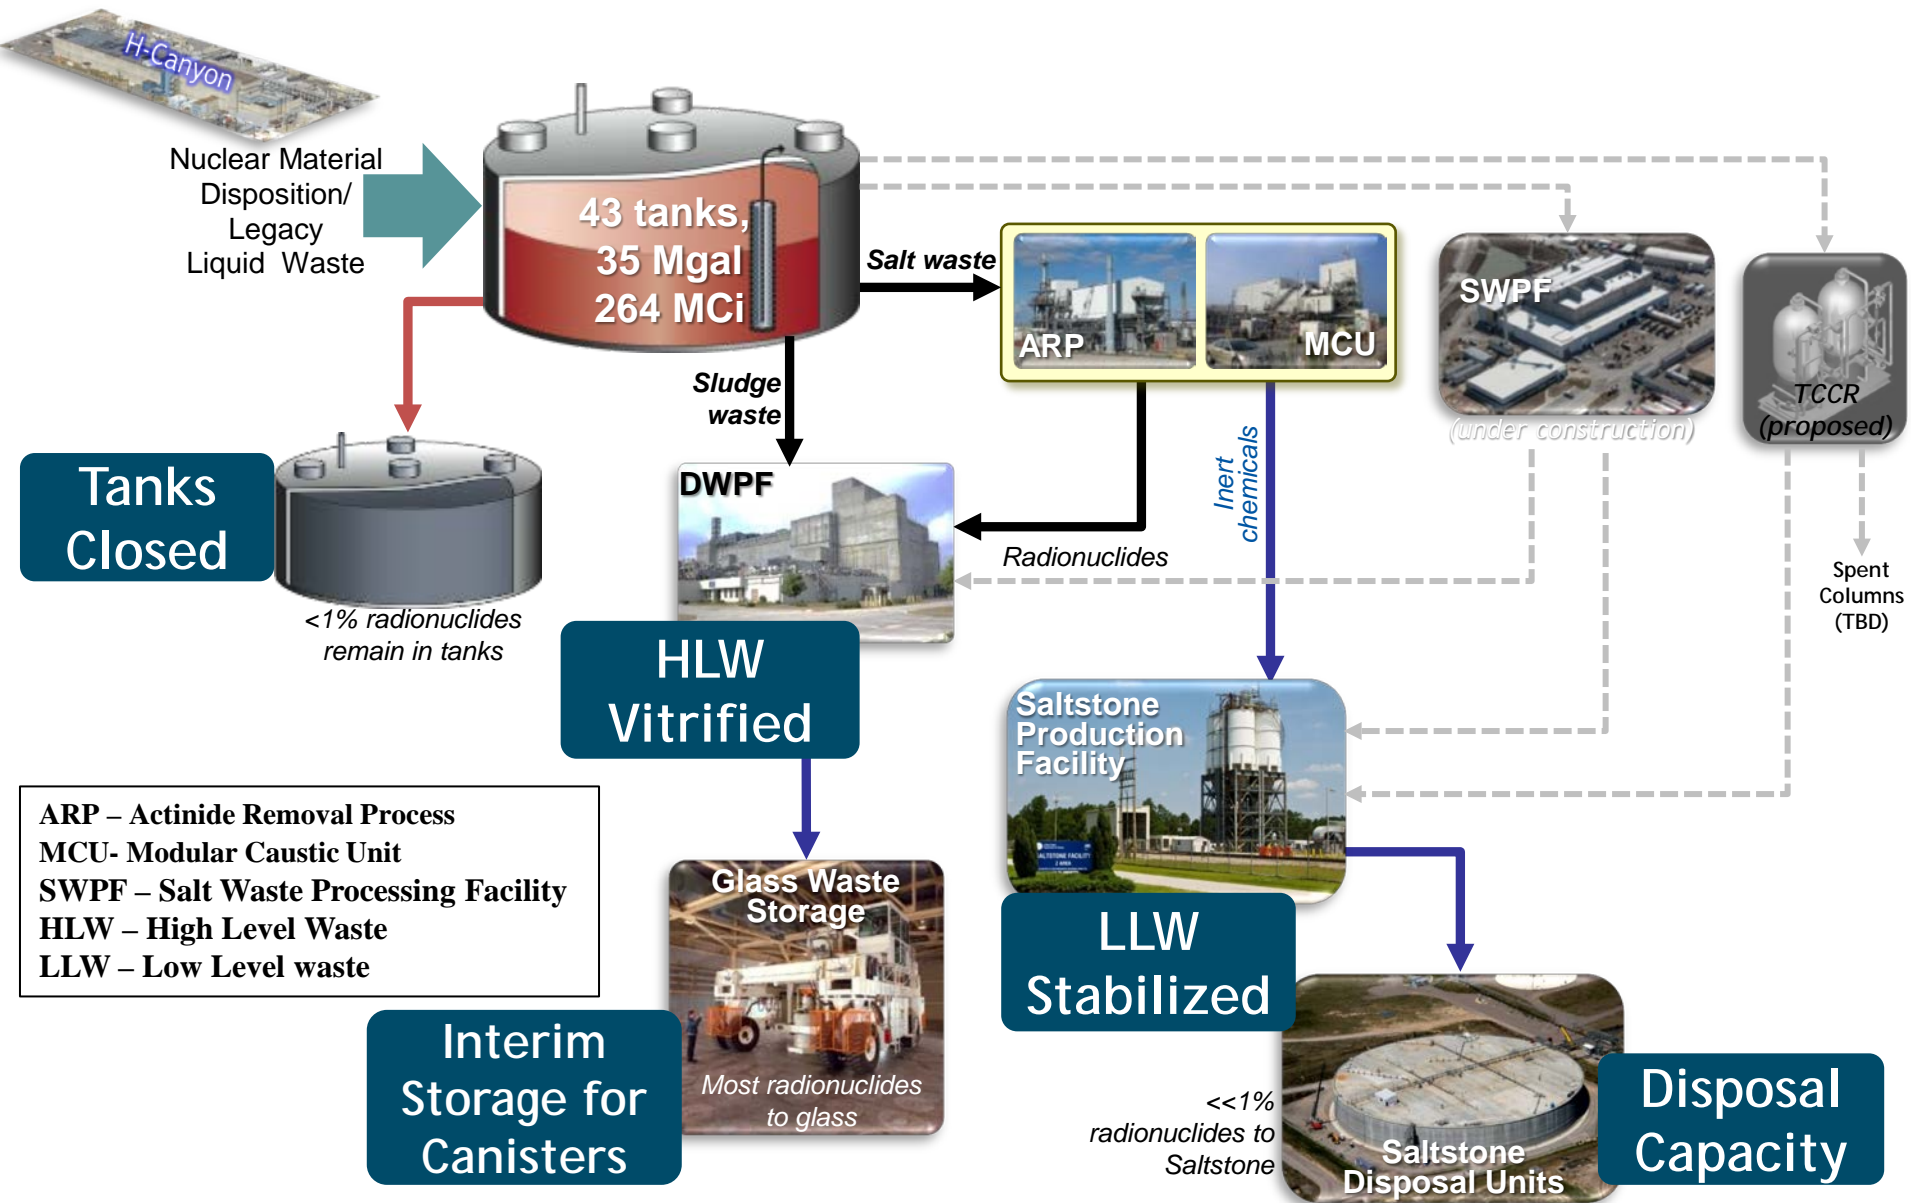 H-Canyon
Nuclear Material
Disposition/
Legacy
Liquid Waste
43 tanks,
35 Mgal
264 MCi
Salt waste
ARP
MCU
SWPF
(under construction)
TCCR
(proposed)
Sludge
waste
DWPF
Inert
chemicals
Radionuclides
Spent
Columns
(TBD)
Tanks
Closed
<1% radionuclides
remain in tanks
HLW
Vitrified
Saltstone
Production
Facility
SALTSTONE FACILITY
Z AREA
ARP – Actinide Removal Process
MCU- Modular Caustic Unit
SWPF – Salt Waste Processing Facility
HLW – High Level Waste
LLW – Low Level waste
Glass Waste
Storage
Most radionuclides
to glass
Interim
Storage for
Canisters
LLW
Stabilized
<<1%
radionuclides to
Saltstone
Saltstone
Disposal Units
Disposal
Capacity